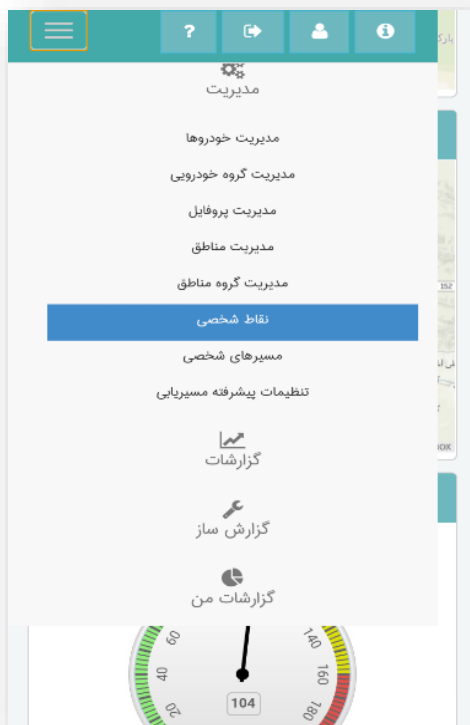 ?
مدیریت
مدیریت خودروها
مدیریت گروه خودرویی
مدیریت پروفایل
مدیریت مناطق
مدیریت گروه مناطق
152
نقاط شخصی
مسیرهای شخصی
تنظیمات پیشرفته مسیریابی
گزارشات
گزارش ساز
گزارشات من
60
140
40
160
20
104
180